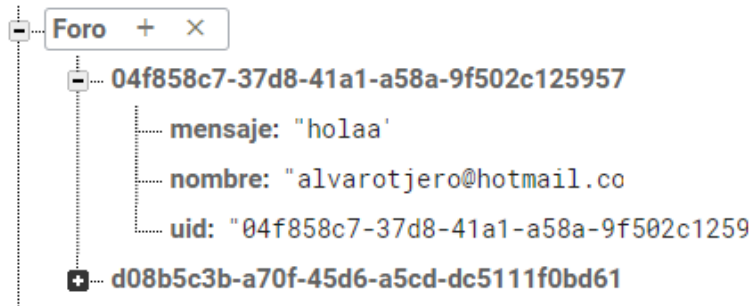 Foro + ×
04f858c7-37d8-41a1-a58a-9f502c125957
mensaje: "holaa'
nombre: "alvarotjero@hotmail.co
uid: "04f858c7-37d8-41a1-a58a-9f502c1259
d08b5c3b-a70f-45d6-a5cd-dc5111f0bd61